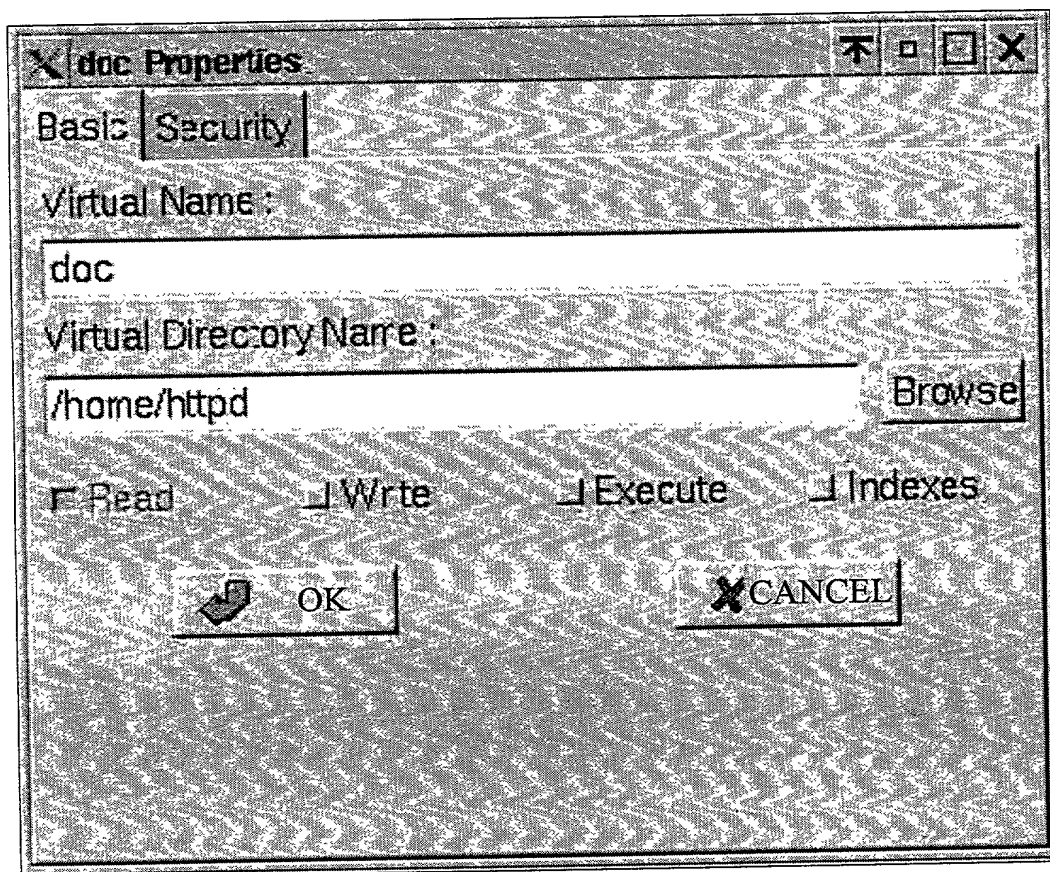 doc Properties
Basic Security
Virtual Name :
doc
Virtual Directory Name :
/home/httpd
Browse
Read Write Execute Indexes
OK CANCEL